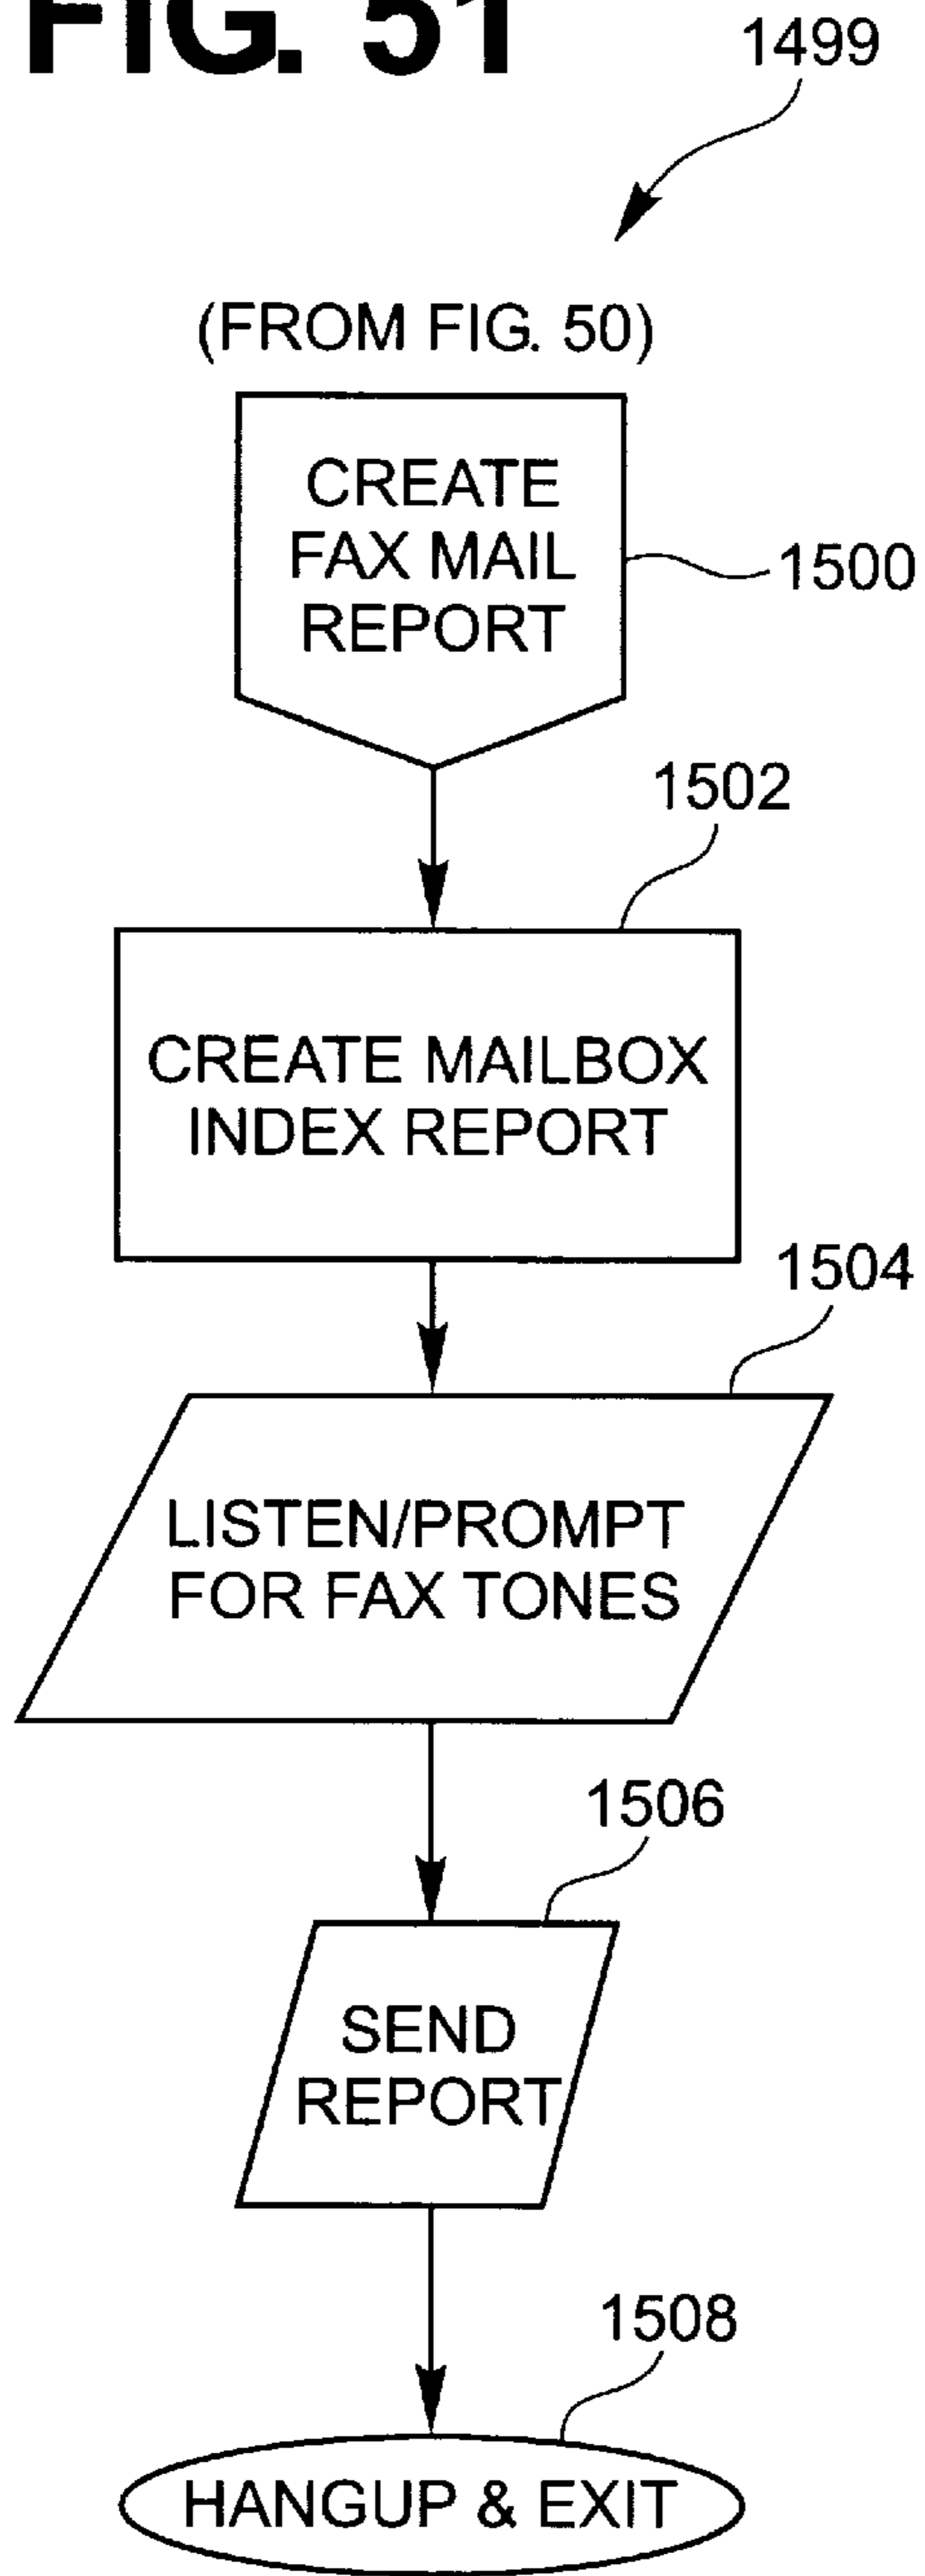 FIG. 51
1499
(FROM FIG. 50)
CREATE
FAX MAIL
REPORT
1500
1502
CREATE MAILBOX
INDEX REPORT
1504
LISTEN/PROMPT
FOR FAX TONES
1506
SEND
REPORT
1508
HANGUP & EXIT